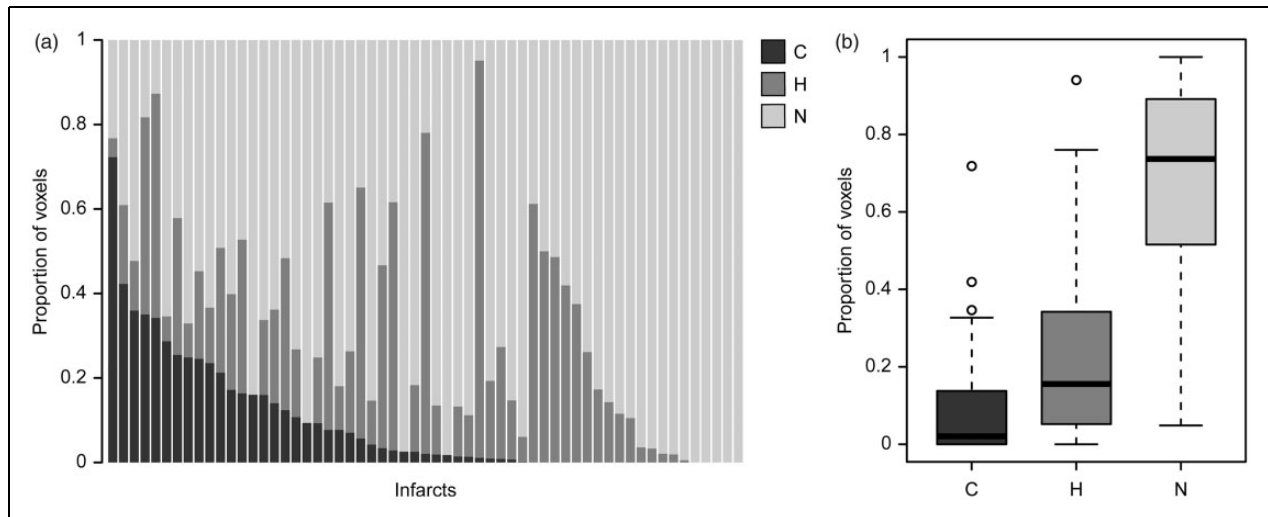 (a)
Proportion of voxels
1
0.8
0.6
0.4
0.2
0
Infarcts
C
H
N
(b)
Proportion of voxels
1
0.8
0.6
0.4
0.2
0
C H N